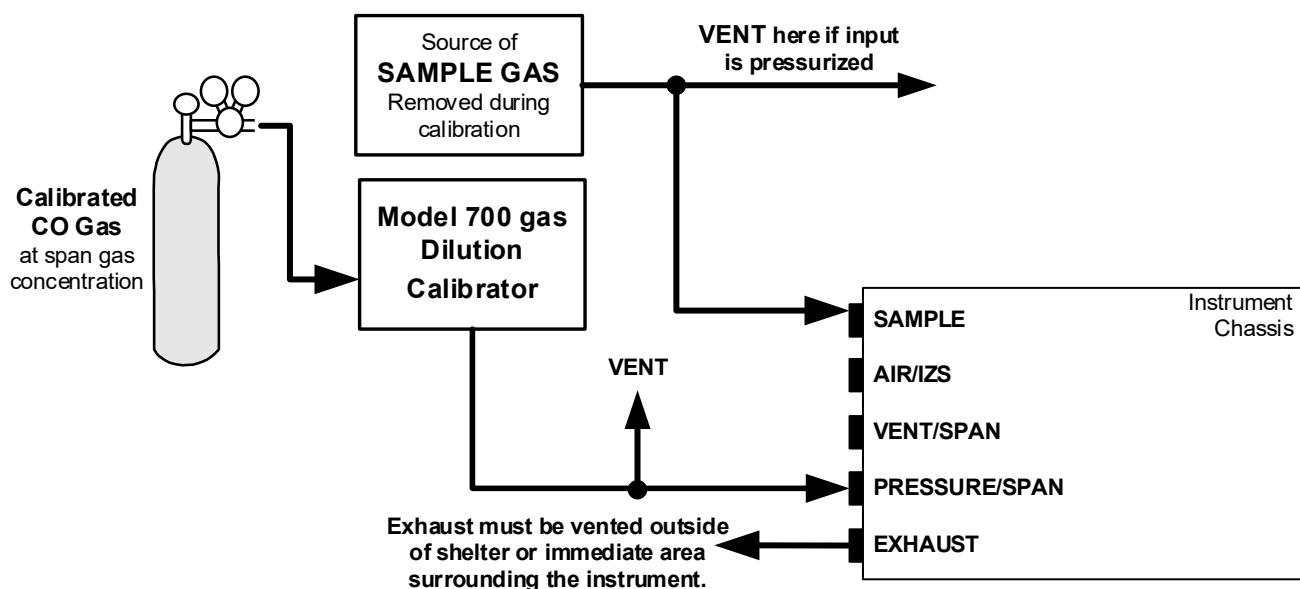 Source of
SAMPLE GAS
Removed during
calibration
VENT here if input
is pressurized
Calibrated
CO Gas
at span gas
concentration
Model 700 gas
Dilution
Calibrator
Instrument
Chassis
SAMPLE
AIR/IZS
VENT/SPAN
PRESSURE/SPAN
EXHAUST
VENT
Exhaust must be vented outside
of shelter or immediate area
surrounding the instrument.